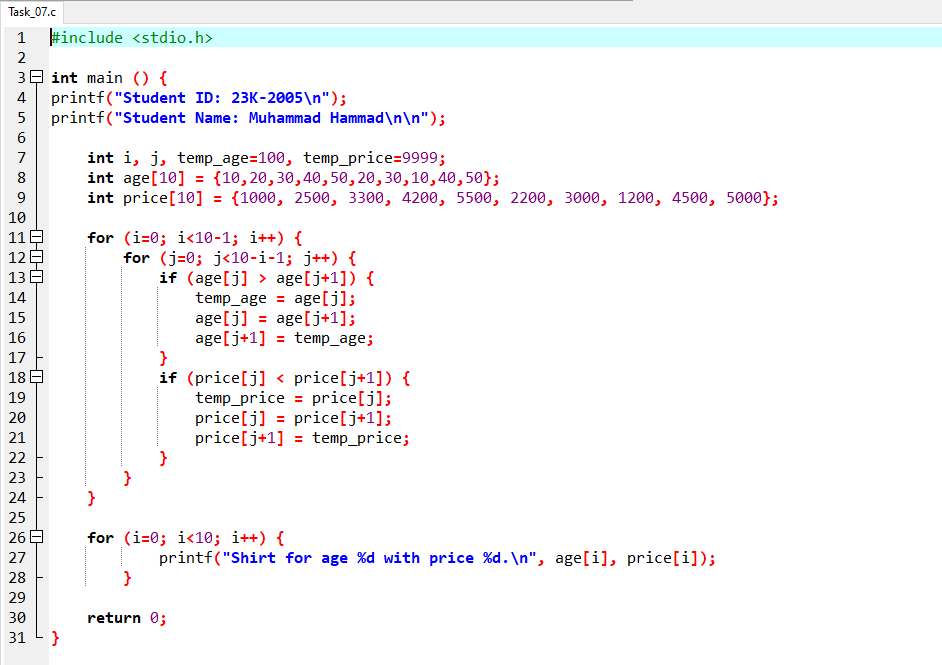 Task_07.c
1 #include <stdio.h>
2
3 int main () {
4 printf("Student ID: 23K-2005\n");
5 printf("Student Name: Muhammad Hammad\n\n");
6
7     int i, j, temp_age=100, temp_price=9999;
8     int age[10] = {10,20,30,40,50,20,30,10,40,50};
9     int price[10] = {1000, 2500, 3300, 4200, 5500, 2200, 3000, 1200, 4500, 5000};
10
11     for (i=0; i<10-1; i++) {
12         for (j=0; j<10-i-1; j++) {
13             if (age[j] > age[j+1]) {
14                 temp_age = age[j];
15                 age[j] = age[j+1];
16                 age[j+1] = temp_age;
17             }
18             if (price[j] < price[j+1]) {
19                 temp_price = price[j];
20                 price[j] = price[j+1];
21                 price[j+1] = temp_price;
22             }
23         }
24     }
25
26     for (i=0; i<10; i++) {
27             printf("Shirt for age %d with price %d.\n", age[i], price[i]);
28         }
29
30     return 0;
31 }